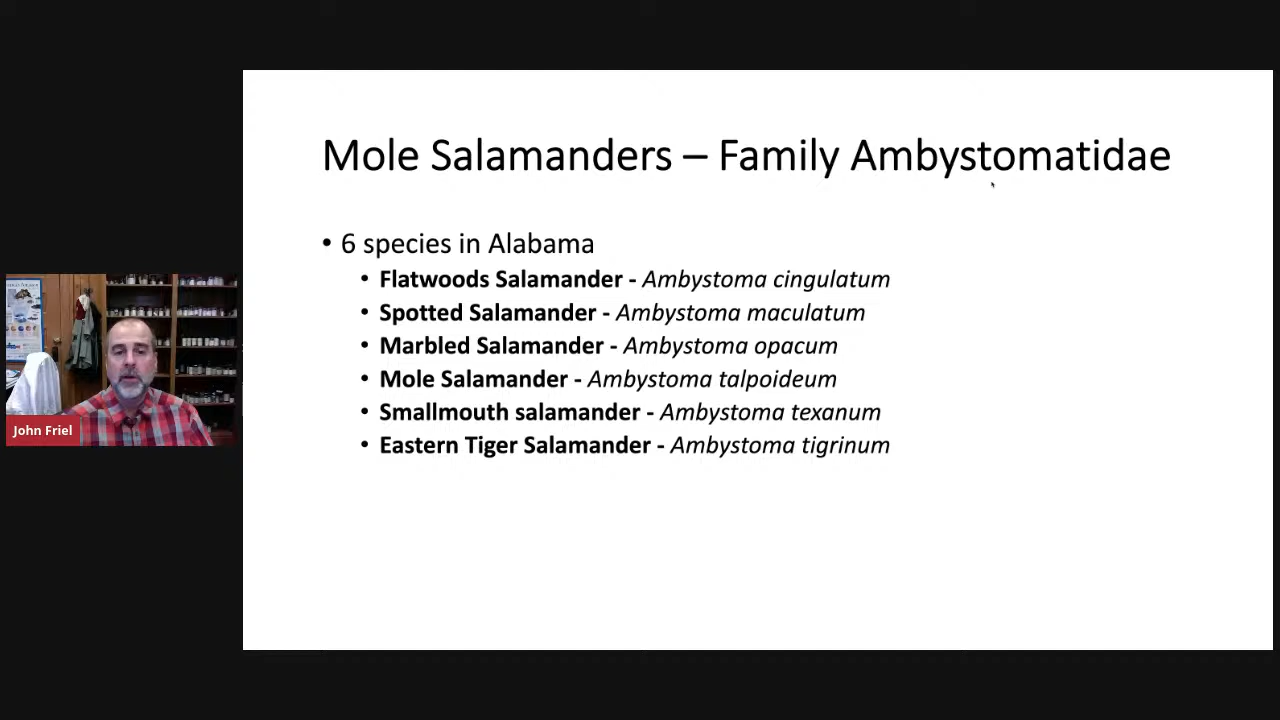 Mole Salamanders – Family Ambystomatidae
• 6 species in Alabama
• Flatwoods Salamander - Ambystoma cingulatum
• Spotted Salamander - Ambystoma maculatum
• Marbled Salamander - Ambystoma opacum
• Mole Salamander - Ambystoma talpoideum
• Smallmouth salamander - Ambystoma texanum
• Eastern Tiger Salamander - Ambystoma tigrinum
John Friel